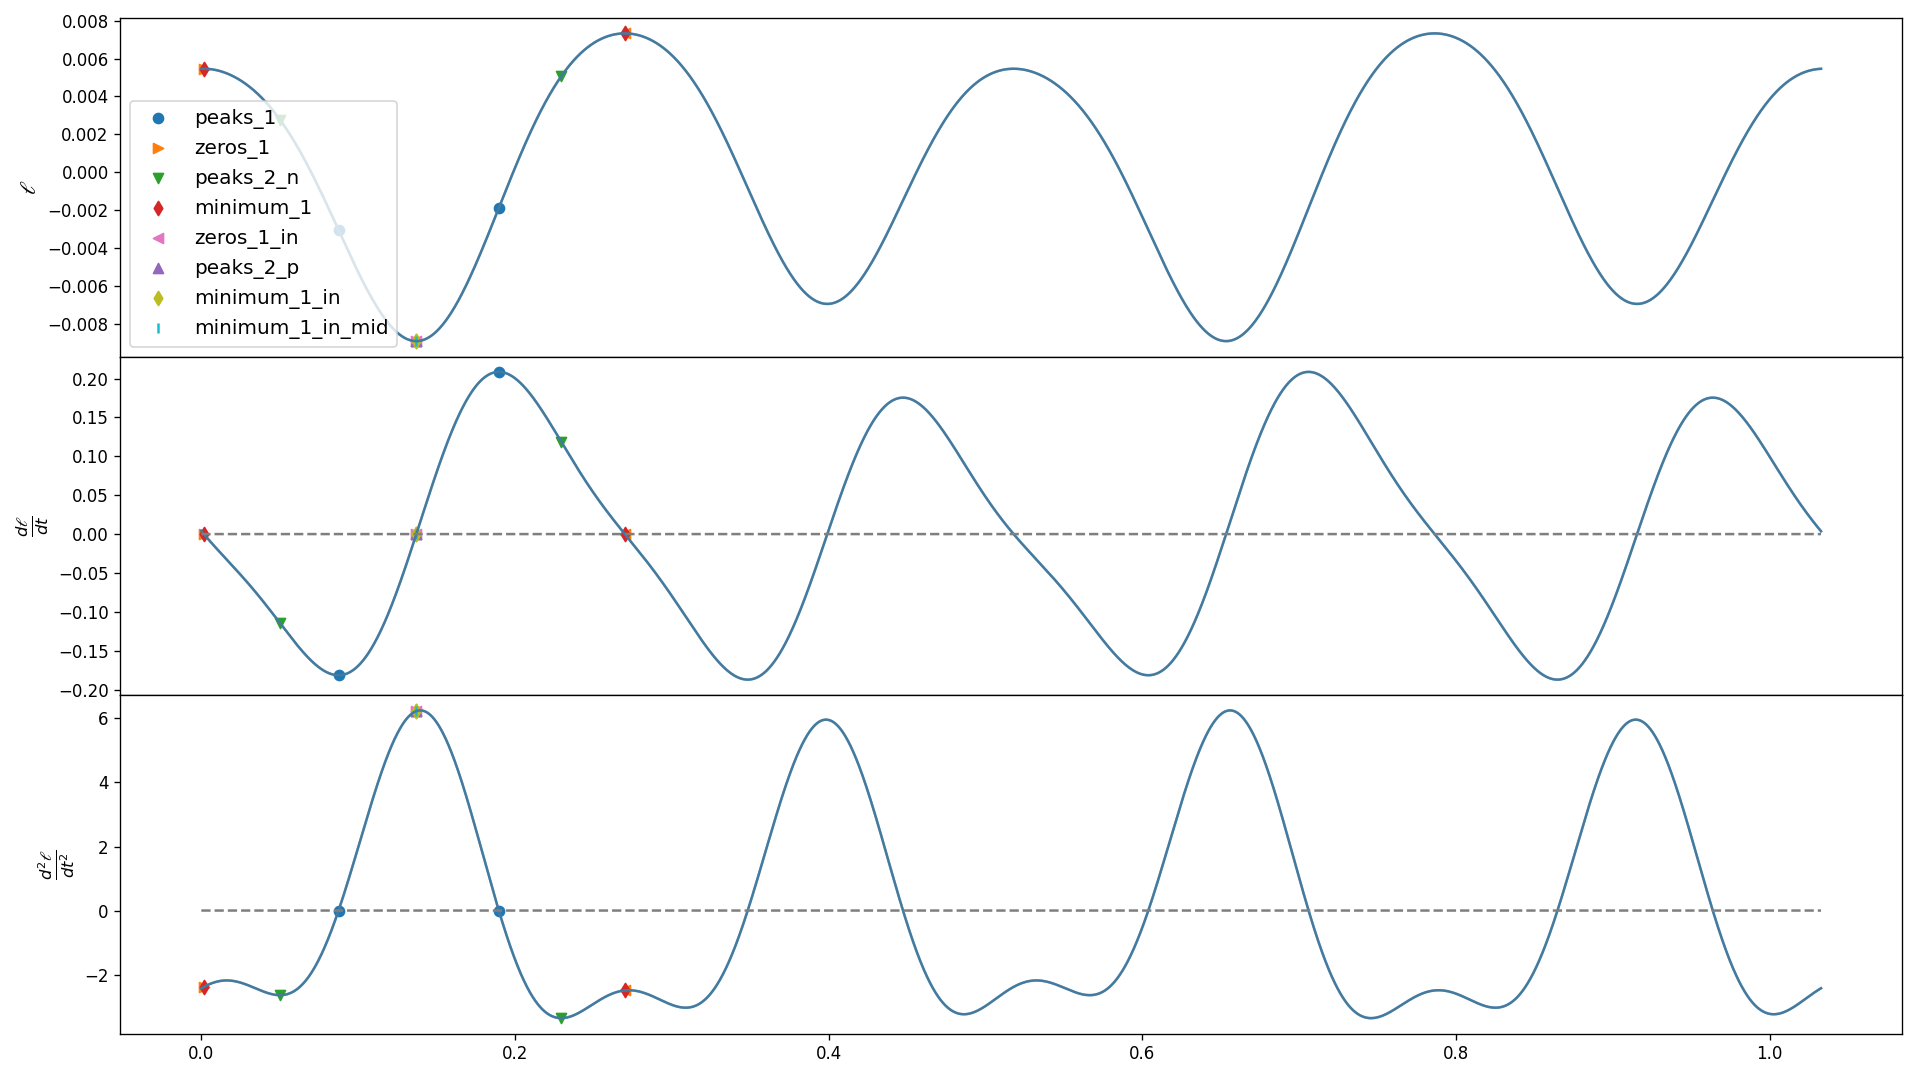 0.008
0.006
0.004
0.002
0.000
−0.002
−0.004
−0.006
−0.008
ℓ
peaks_1
zeros_1
peaks_2_n
minimum_1
zeros_1_in
peaks_2_p
minimum_1_in
minimum_1_in_mid
0.20
0.15
0.10
0.05
0.00
−0.05
−0.10
−0.15
−0.20
dℓ/dt
6
4
2
0
−2
d²ℓ/dt²
0.0 0.2 0.4 0.6 0.8 1.0